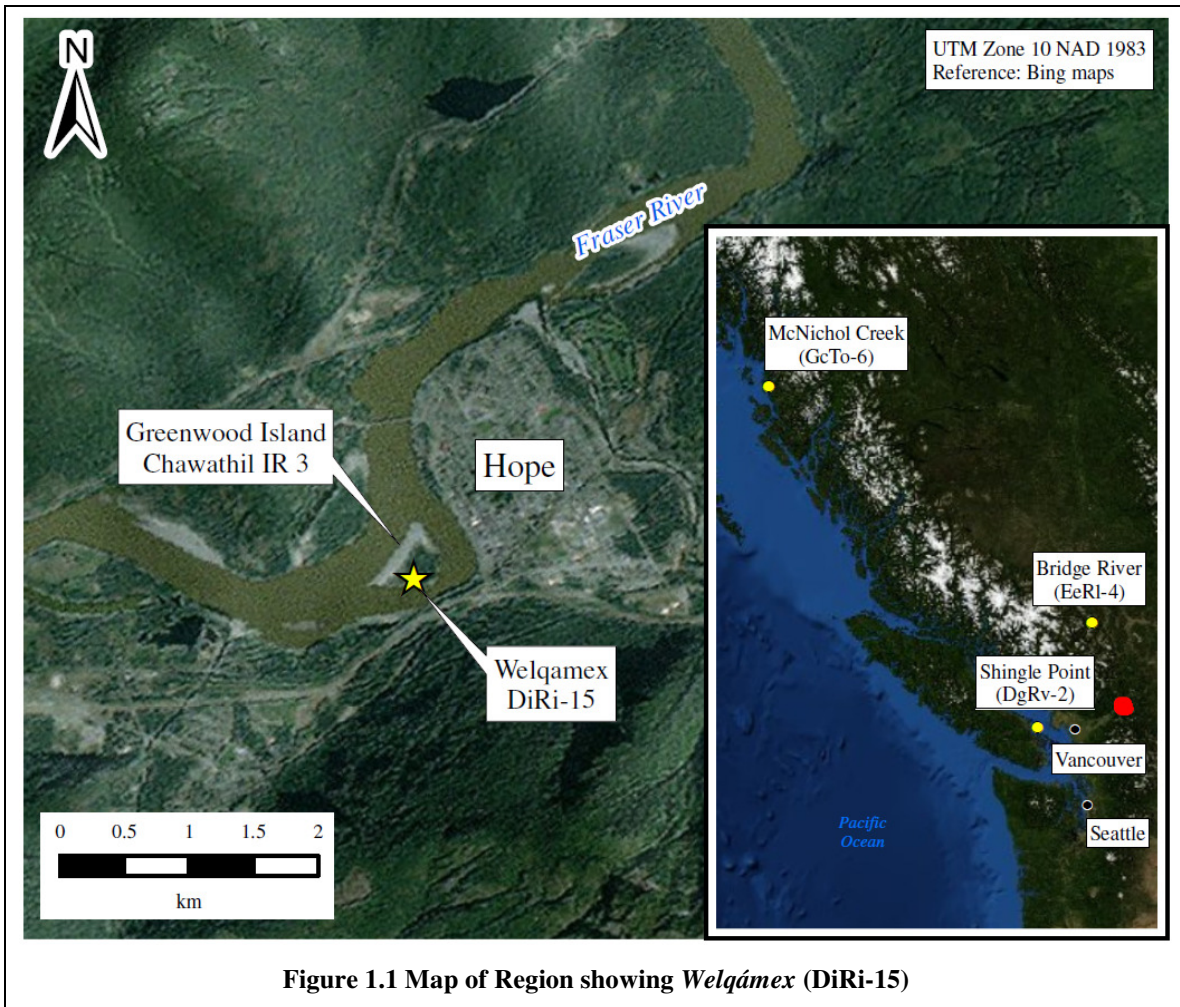 N
UTM Zone 10 NAD 1983
Reference: Bing maps
Fraser River
McNichol Creek
(GcTo-6)
Greenwood Island
Chawathil IR 3
Hope
Bridge River
(EeRl-4)
Shingle Point
(DgRv-2)
Welqamex
DiRi-15
Vancouver
Seattle
Pacific
Ocean
0 0.5 1 1.5 2
km
Figure 1.1 Map of Region showing Welqámex (DiRi-15)